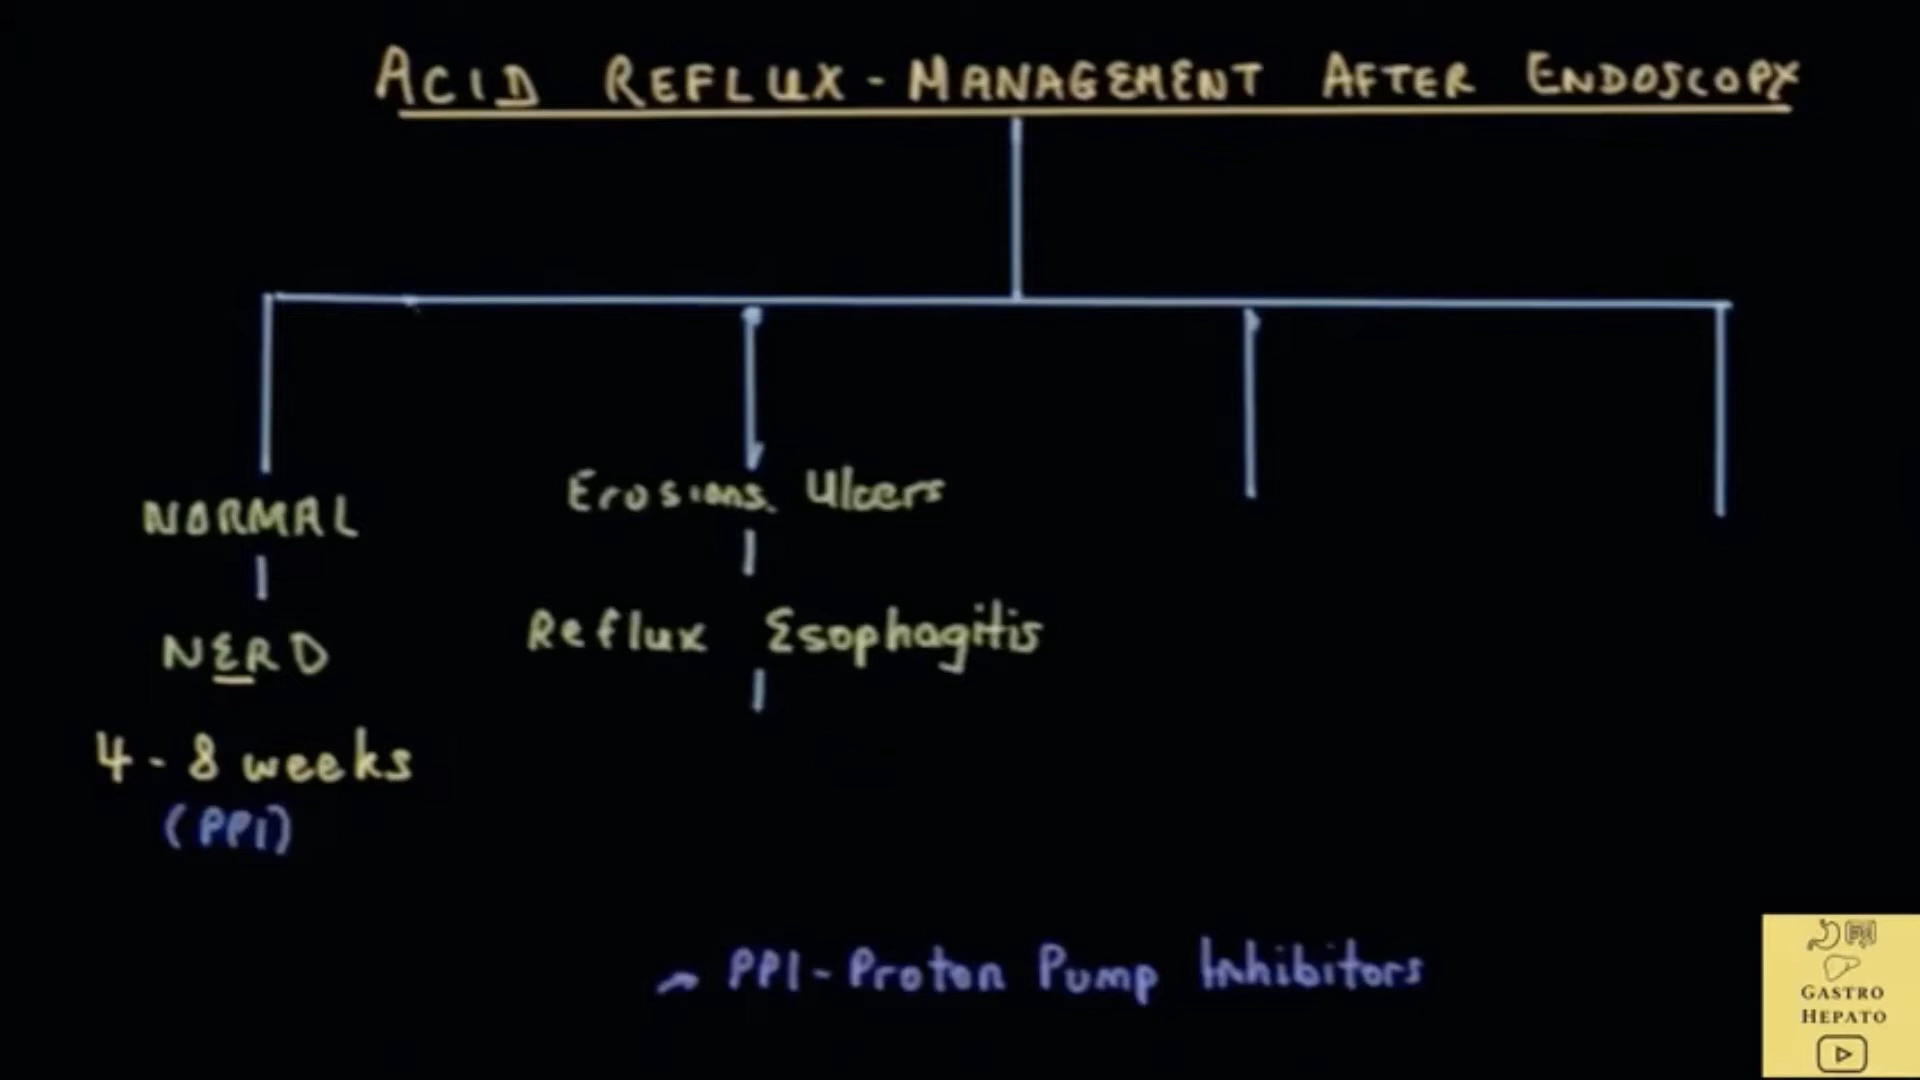 ACID REFLUX - MANAGEMENT AFTER ENDOSCOPY
NORMAL
NERD
4 - 8 weeks
(PPI)
Erosions. Ulcers
Reflux Esophagitis
PPI - Proton Pump Inhibitors
GASTRO
HEPATO